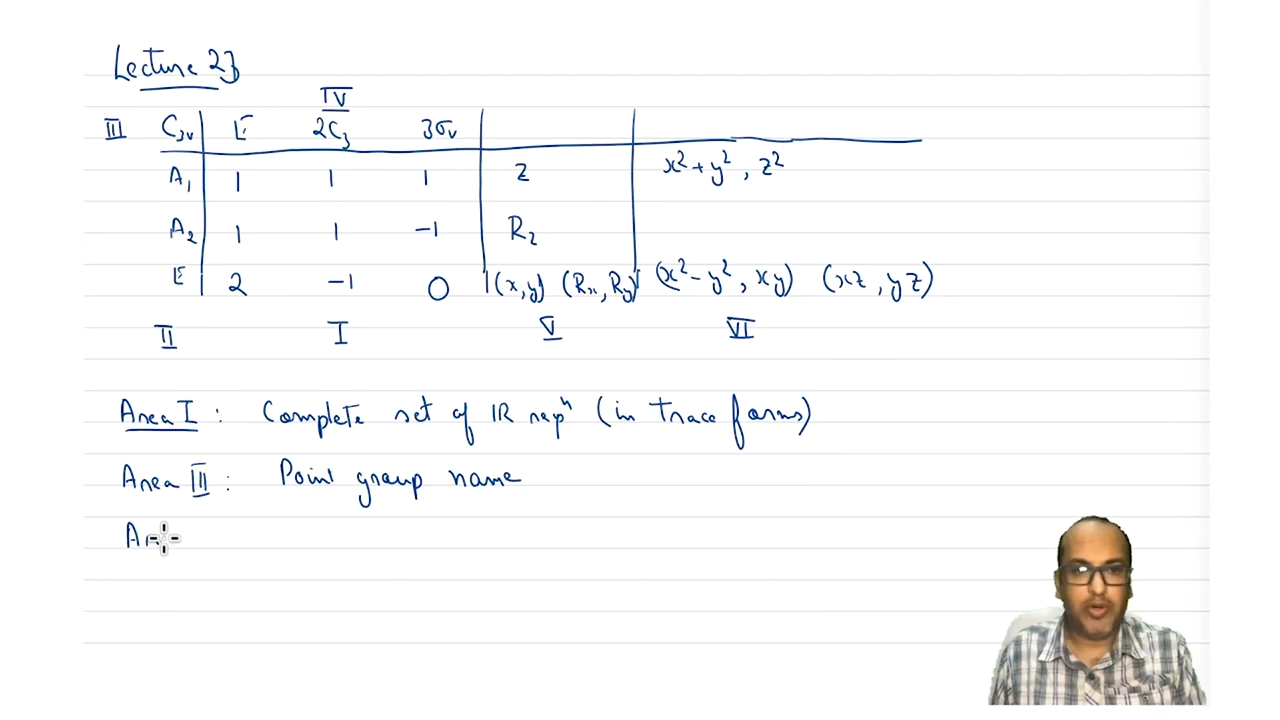 Lecture 23
IV
III C3v E 2C3 3σv
A1 1 1 1 z x²+y², z²
A2 1 1 -1 Rz
E 2 -1 0 (x,y) (Rx, Ry) (x²-y², xy) (xz, yz)
II I V VI
Area I : Complete set of IR repⁿ (in trace forms)
Area III : Point group name
Ar